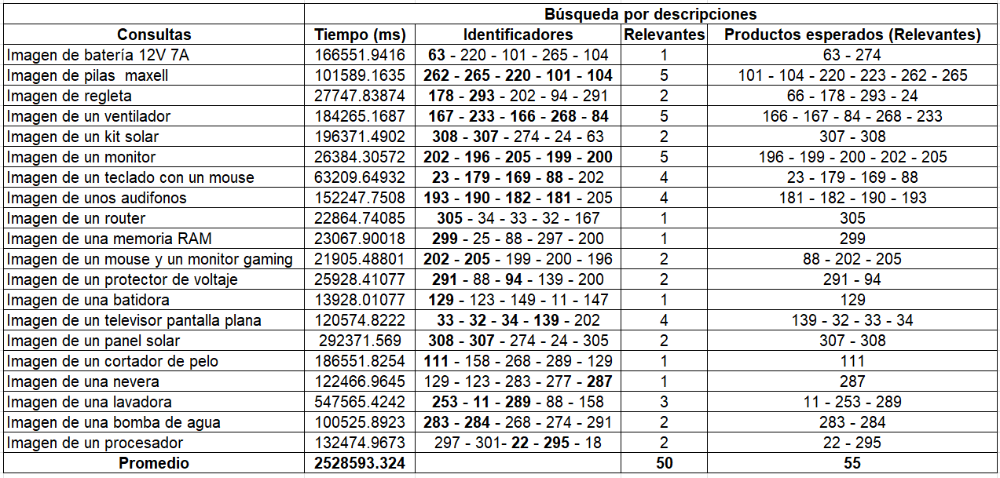 Búsqueda por descripciones
Consultas Tiempo (ms) Identificadores Relevantes Productos esperados (Relevantes)
Imagen de batería 12V 7A 166551.9416 63 - 220 - 101 - 265 - 104 1 63 - 274
Imagen de pilas  maxell 101589.1635 262 - 265 - 220 - 101 - 104 5 101 - 104 - 220 - 223 - 262 - 265
Imagen de regleta 27747.83874 178 - 293 - 202 - 94 - 291 2 66 - 178 - 293 - 24
Imagen de un ventilador 184265.1687 167 - 233 - 166 - 268 - 84 5 166 - 167 - 84 - 268 - 233
Imagen de un kit solar 196371.4902 308 - 307 - 274 - 24 - 63 2 307 - 308
Imagen de un monitor 26384.30572 202 - 196 - 205 - 199 - 200 5 196 - 199 - 200 - 202 - 205
Imagen de un teclado con un mouse 63209.64932 23 - 179 - 169 - 88 - 202 4 23 - 179 - 169 - 88
Imagen de unos audifonos 152247.7508 193 - 190 - 182 - 181 - 205 4 181 - 182 - 190 - 193
Imagen de un router 22864.74085 305 - 34 - 33 - 32 - 167 1 305
Imagen de una memoria RAM 23067.90018 299 - 25 - 88 - 297 - 200 1 299
Imagen de un mouse y un monitor gaming 21905.48801 202 - 205 - 199 - 200 - 196 2 88 - 202 - 205
Imagen de un protector de voltaje 25928.41077 291 - 88 - 94 - 139 - 200 2 291 - 94
Imagen de una batidora 13928.01077 129 - 123 - 149 - 11 - 147 1 129
Imagen de un televisor pantalla plana 120574.8222 33 - 32 - 34 - 139 - 202 4 139 - 32 - 33 - 34
Imagen de un panel solar 292371.569 308 - 307 - 274 - 24 - 305 2 307 - 308
Imagen de un cortador de pelo 186551.8254 111 - 158 - 268 - 289 - 129 1 111
Imagen de una nevera 122466.9645 129 - 123 - 283 - 277 - 287 1 287
Imagen de una lavadora 547565.4242 253 - 11 - 289 - 88 - 158 3 11 - 253 - 289
Imagen de una bomba de agua 100525.8923 283 - 284 - 268 - 274 - 291 2 283 - 284
Imagen de un procesador 132474.9673 297 - 301- 22 - 295 - 18 2 22 - 295
Promedio 2528593.324 50 55